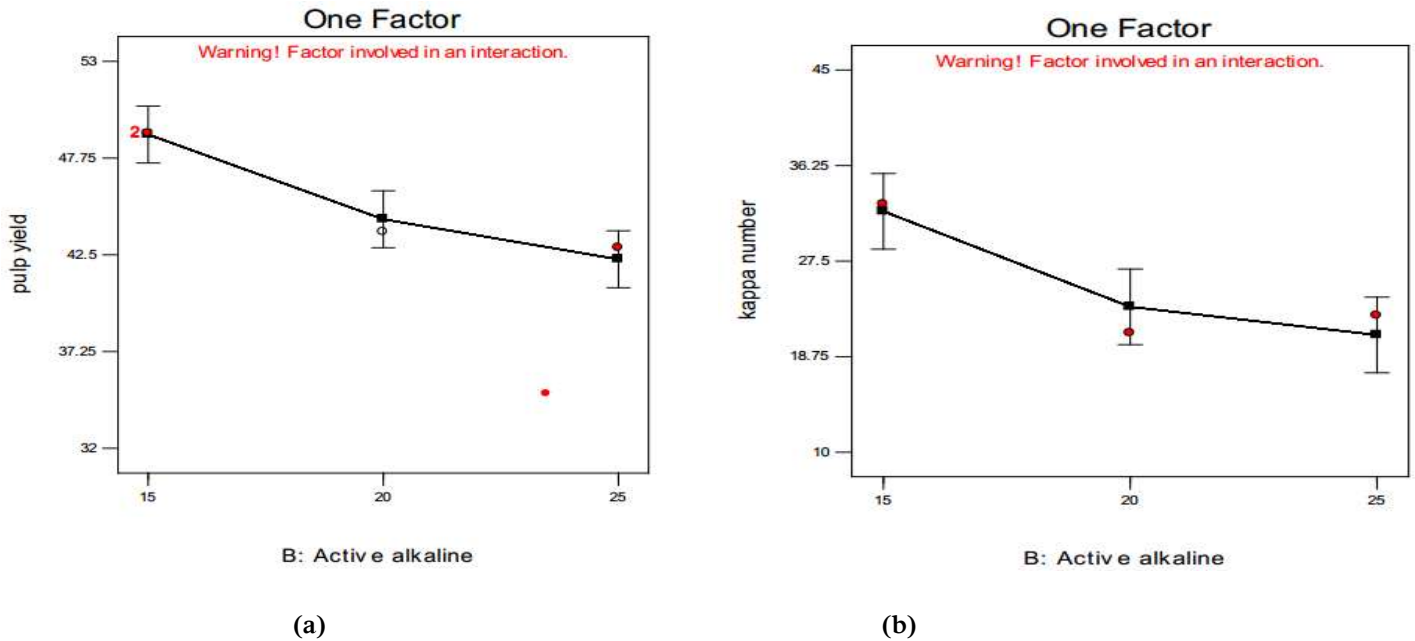 One Factor
Warning! Factor involved in an interaction.
53
47.75
42.5
37.25
32
pulp yield
2
15 20 25
B: Active alkaline
(a)
One Factor
Warning! Factor involved in an interaction.
45
36.25
27.5
18.75
10
kappa number
15 20 25
B: Active alkaline
(b)